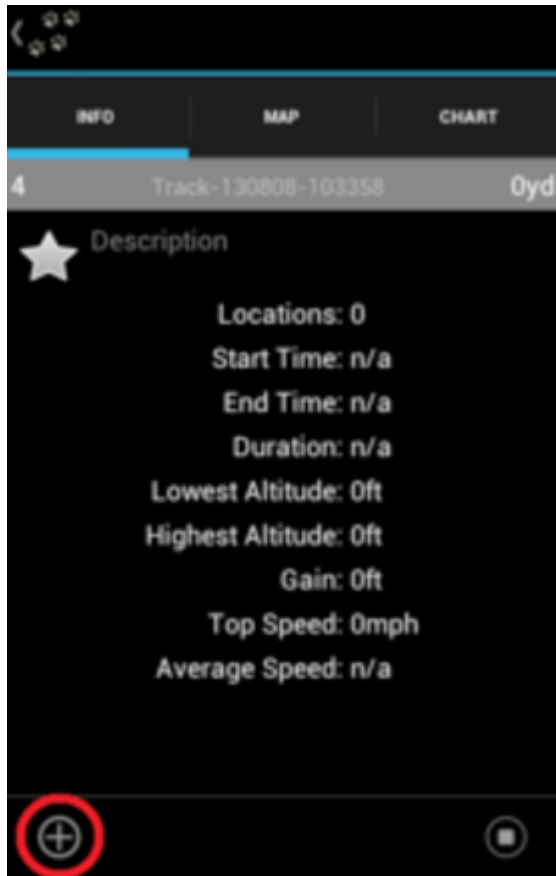 INFO MAP CHART
4 Track-130808-103358 0yd
Description
Locations: 0
Start Time: n/a
End Time: n/a
Duration: n/a
Lowest Altitude: 0ft
Highest Altitude: 0ft
Gain: 0ft
Top Speed: 0mph
Average Speed: n/a